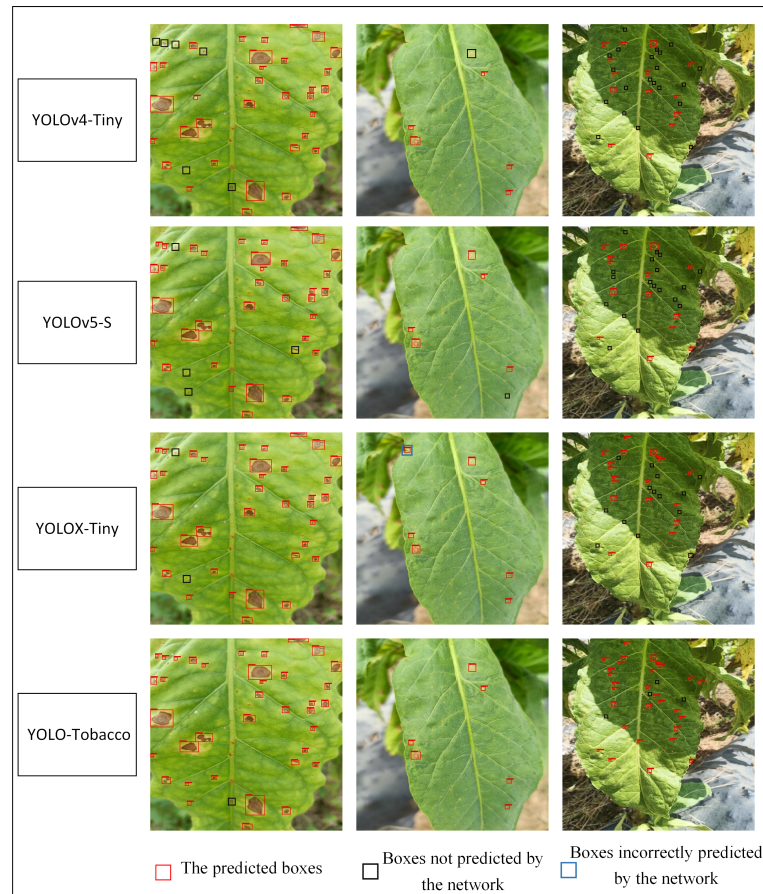 YOLOv4-Tiny
YOLOv5-S
YOLOX-Tiny
YOLO-Tobacco
The predicted boxes
Boxes not predicted by
the network
Boxes incorrectly predicted
by the network